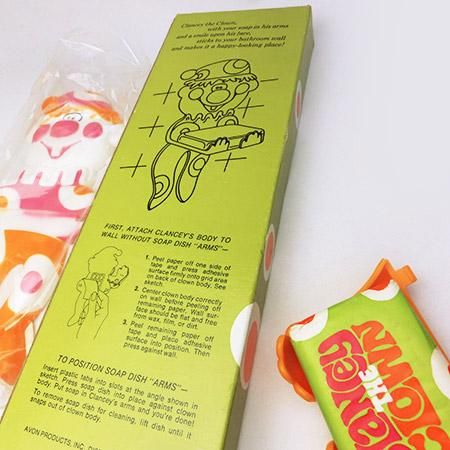 Clancey the Clown,
with your soap in his arms
and a smile upon his face,
sticks to your bathroom wall
and makes it a happy-looking place!
FIRST, ATTACH CLANCEY'S BODY TO
WALL WITHOUT SOAP DISH "ARMS"—
1. Peel paper off one side of
tape and press adhesive
surface firmly onto grid area
on back of clown body. See
sketch.
2. Center clown body correctly
on wall before peeling off
remaining paper. Wall sur-
face should be flat and free
from wax, film, or dirt.
3. Peel remaining paper off
tape and place adhesive
surface into position. Then
press against wall.
TO POSITION SOAP DISH "ARMS"—
Insert plastic tabs into slots at the angle shown in
sketch. Press soap dish into place against clown
body. Put soap in Clancey's arms and you're done!
To remove soap dish for cleaning, lift dish until it
snaps out of clown body.
AVON PRODUCTS, INC.
THE